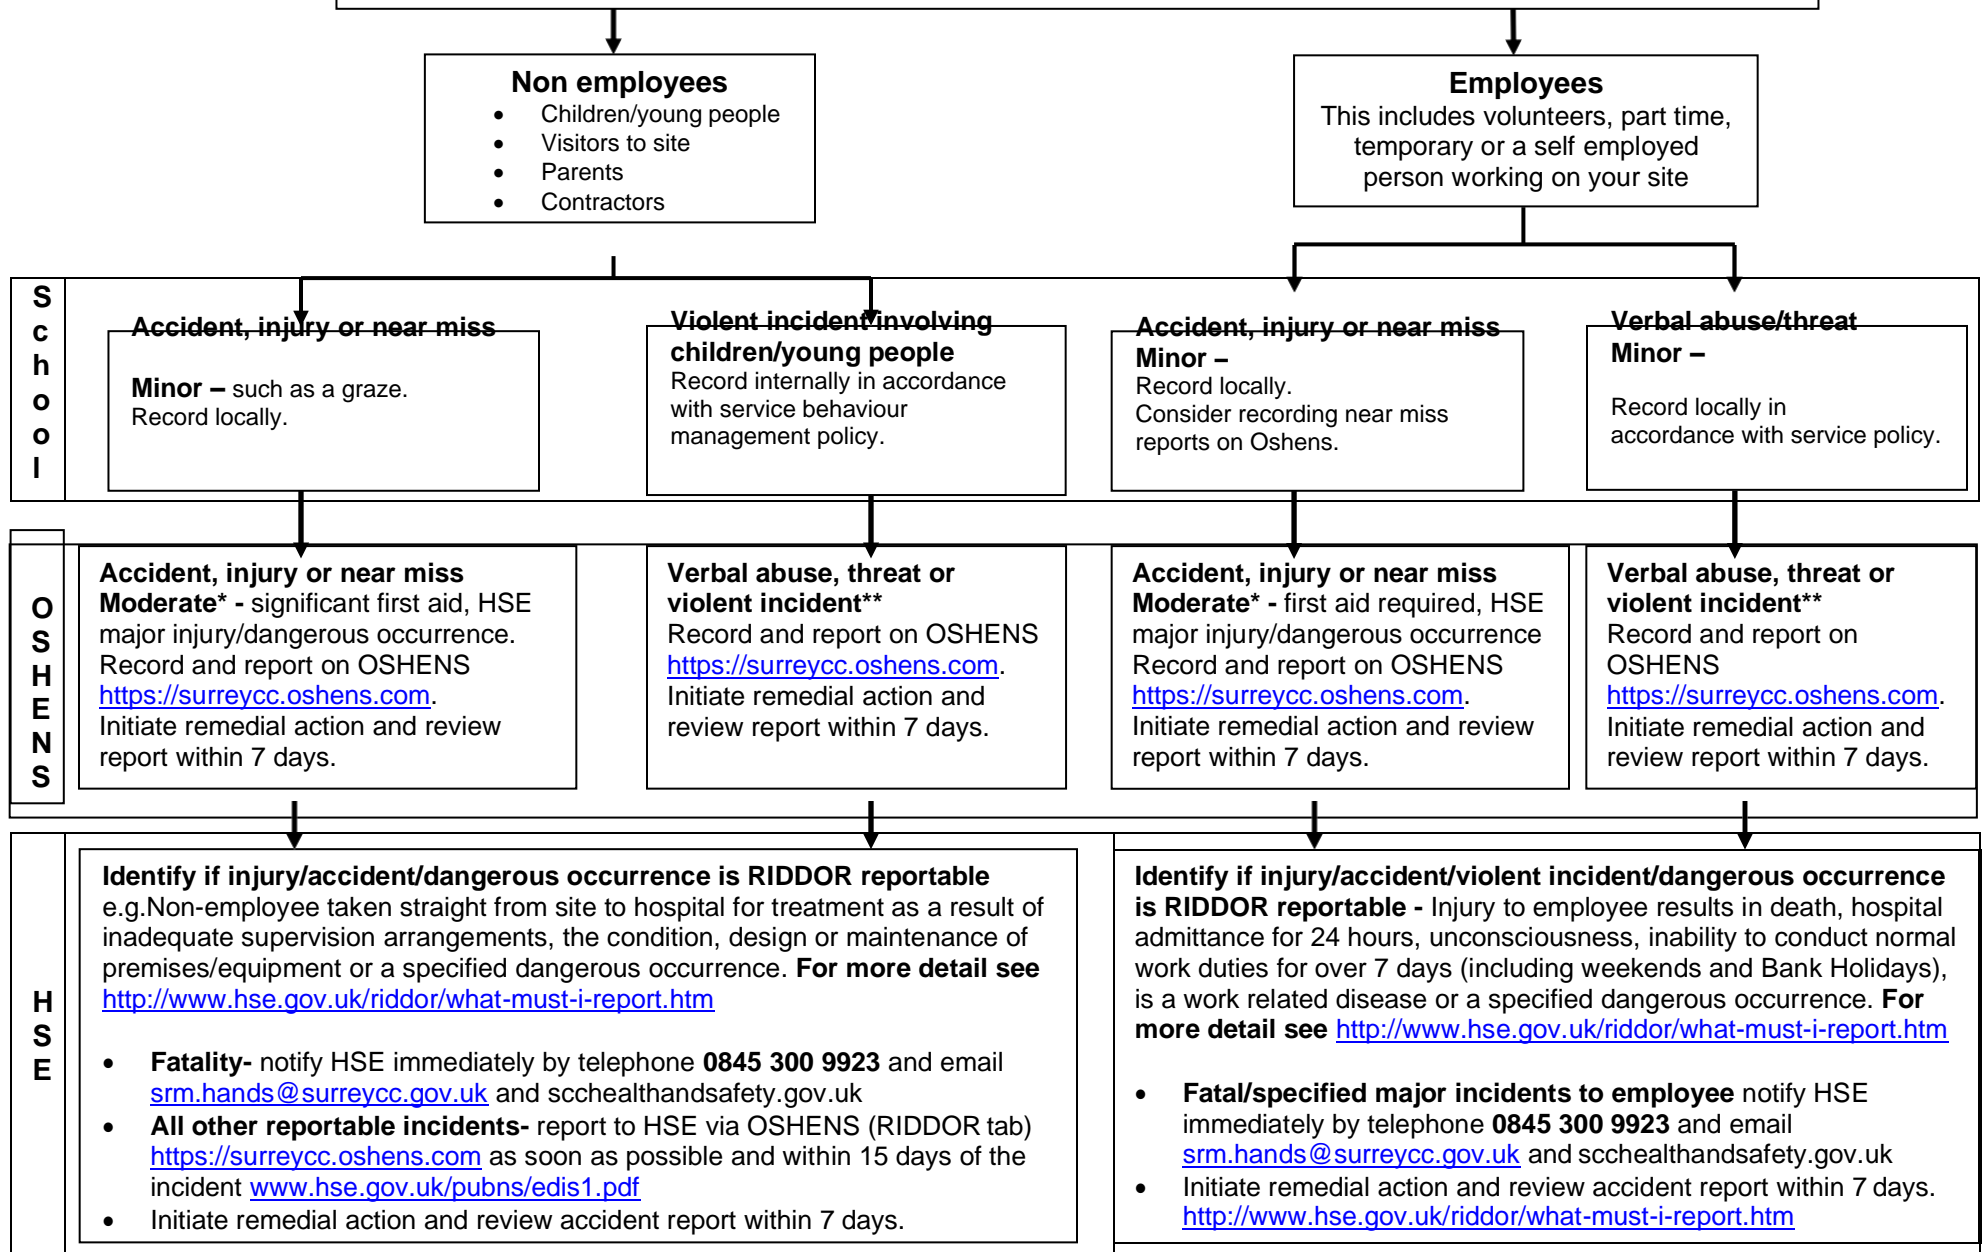 Non employees
• Children/young people
• Visitors to site
• Parents
• Contractors
Employees
This includes volunteers, part time,
temporary or a self employed
person working on your site
S
c
h
o
o
l
Accident, injury or near miss
Minor – such as a graze.
Record locally.
Violent incident involving
children/young people
Record internally in accordance
with service behaviour
management policy.
Accident, injury or near miss
Minor –
Record locally.
Consider recording near miss
reports on Oshens.
Verbal abuse/threat
Minor –
Record locally in
accordance with service policy.
O
S
H
E
N
S
Accident, injury or near miss
Moderate* - significant first aid, HSE
major injury/dangerous occurrence.
Record and report on OSHENS
https://surreycc.oshens.com.
Initiate remedial action and review
report within 7 days.
Verbal abuse, threat or
violent incident**
Record and report on OSHENS
https://surreycc.oshens.com.
Initiate remedial action and
review report within 7 days.
Accident, injury or near miss
Moderate* - first aid required, HSE
major injury/dangerous occurrence
Record and report on OSHENS
https://surreycc.oshens.com.
Initiate remedial action and review
report within 7 days.
Verbal abuse, threat or
violent incident**
Record and report on
OSHENS
https://surreycc.oshens.com.
Initiate remedial action and
review report within 7 days.
H
S
E
Identify if injury/accident/dangerous occurrence is RIDDOR reportable
e.g.Non-employee taken straight from site to hospital for treatment as a result of
inadequate supervision arrangements, the condition, design or maintenance of
premises/equipment or a specified dangerous occurrence. For more detail see
http://www.hse.gov.uk/riddor/what-must-i-report.htm
• Fatality- notify HSE immediately by telephone 0845 300 9923 and email
srm.hands@surreycc.gov.uk and scchealthandsafety.gov.uk
• All other reportable incidents- report to HSE via OSHENS (RIDDOR tab)
https://surreycc.oshens.com as soon as possible and within 15 days of the
incident www.hse.gov.uk/pubns/edis1.pdf
• Initiate remedial action and review accident report within 7 days.
Identify if injury/accident/violent incident/dangerous occurrence
is RIDDOR reportable - Injury to employee results in death, hospital
admittance for 24 hours, unconsciousness, inability to conduct normal
work duties for over 7 days (including weekends and Bank Holidays),
is a work related disease or a specified dangerous occurrence. For
more detail see http://www.hse.gov.uk/riddor/what-must-i-report.htm
• Fatal/specified major incidents to employee notify HSE
immediately by telephone 0845 300 9923 and email
srm.hands@surreycc.gov.uk and scchealthandsafety.gov.uk
• Initiate remedial action and review accident report within 7 days.
http://www.hse.gov.uk/riddor/what-must-i-report.htm